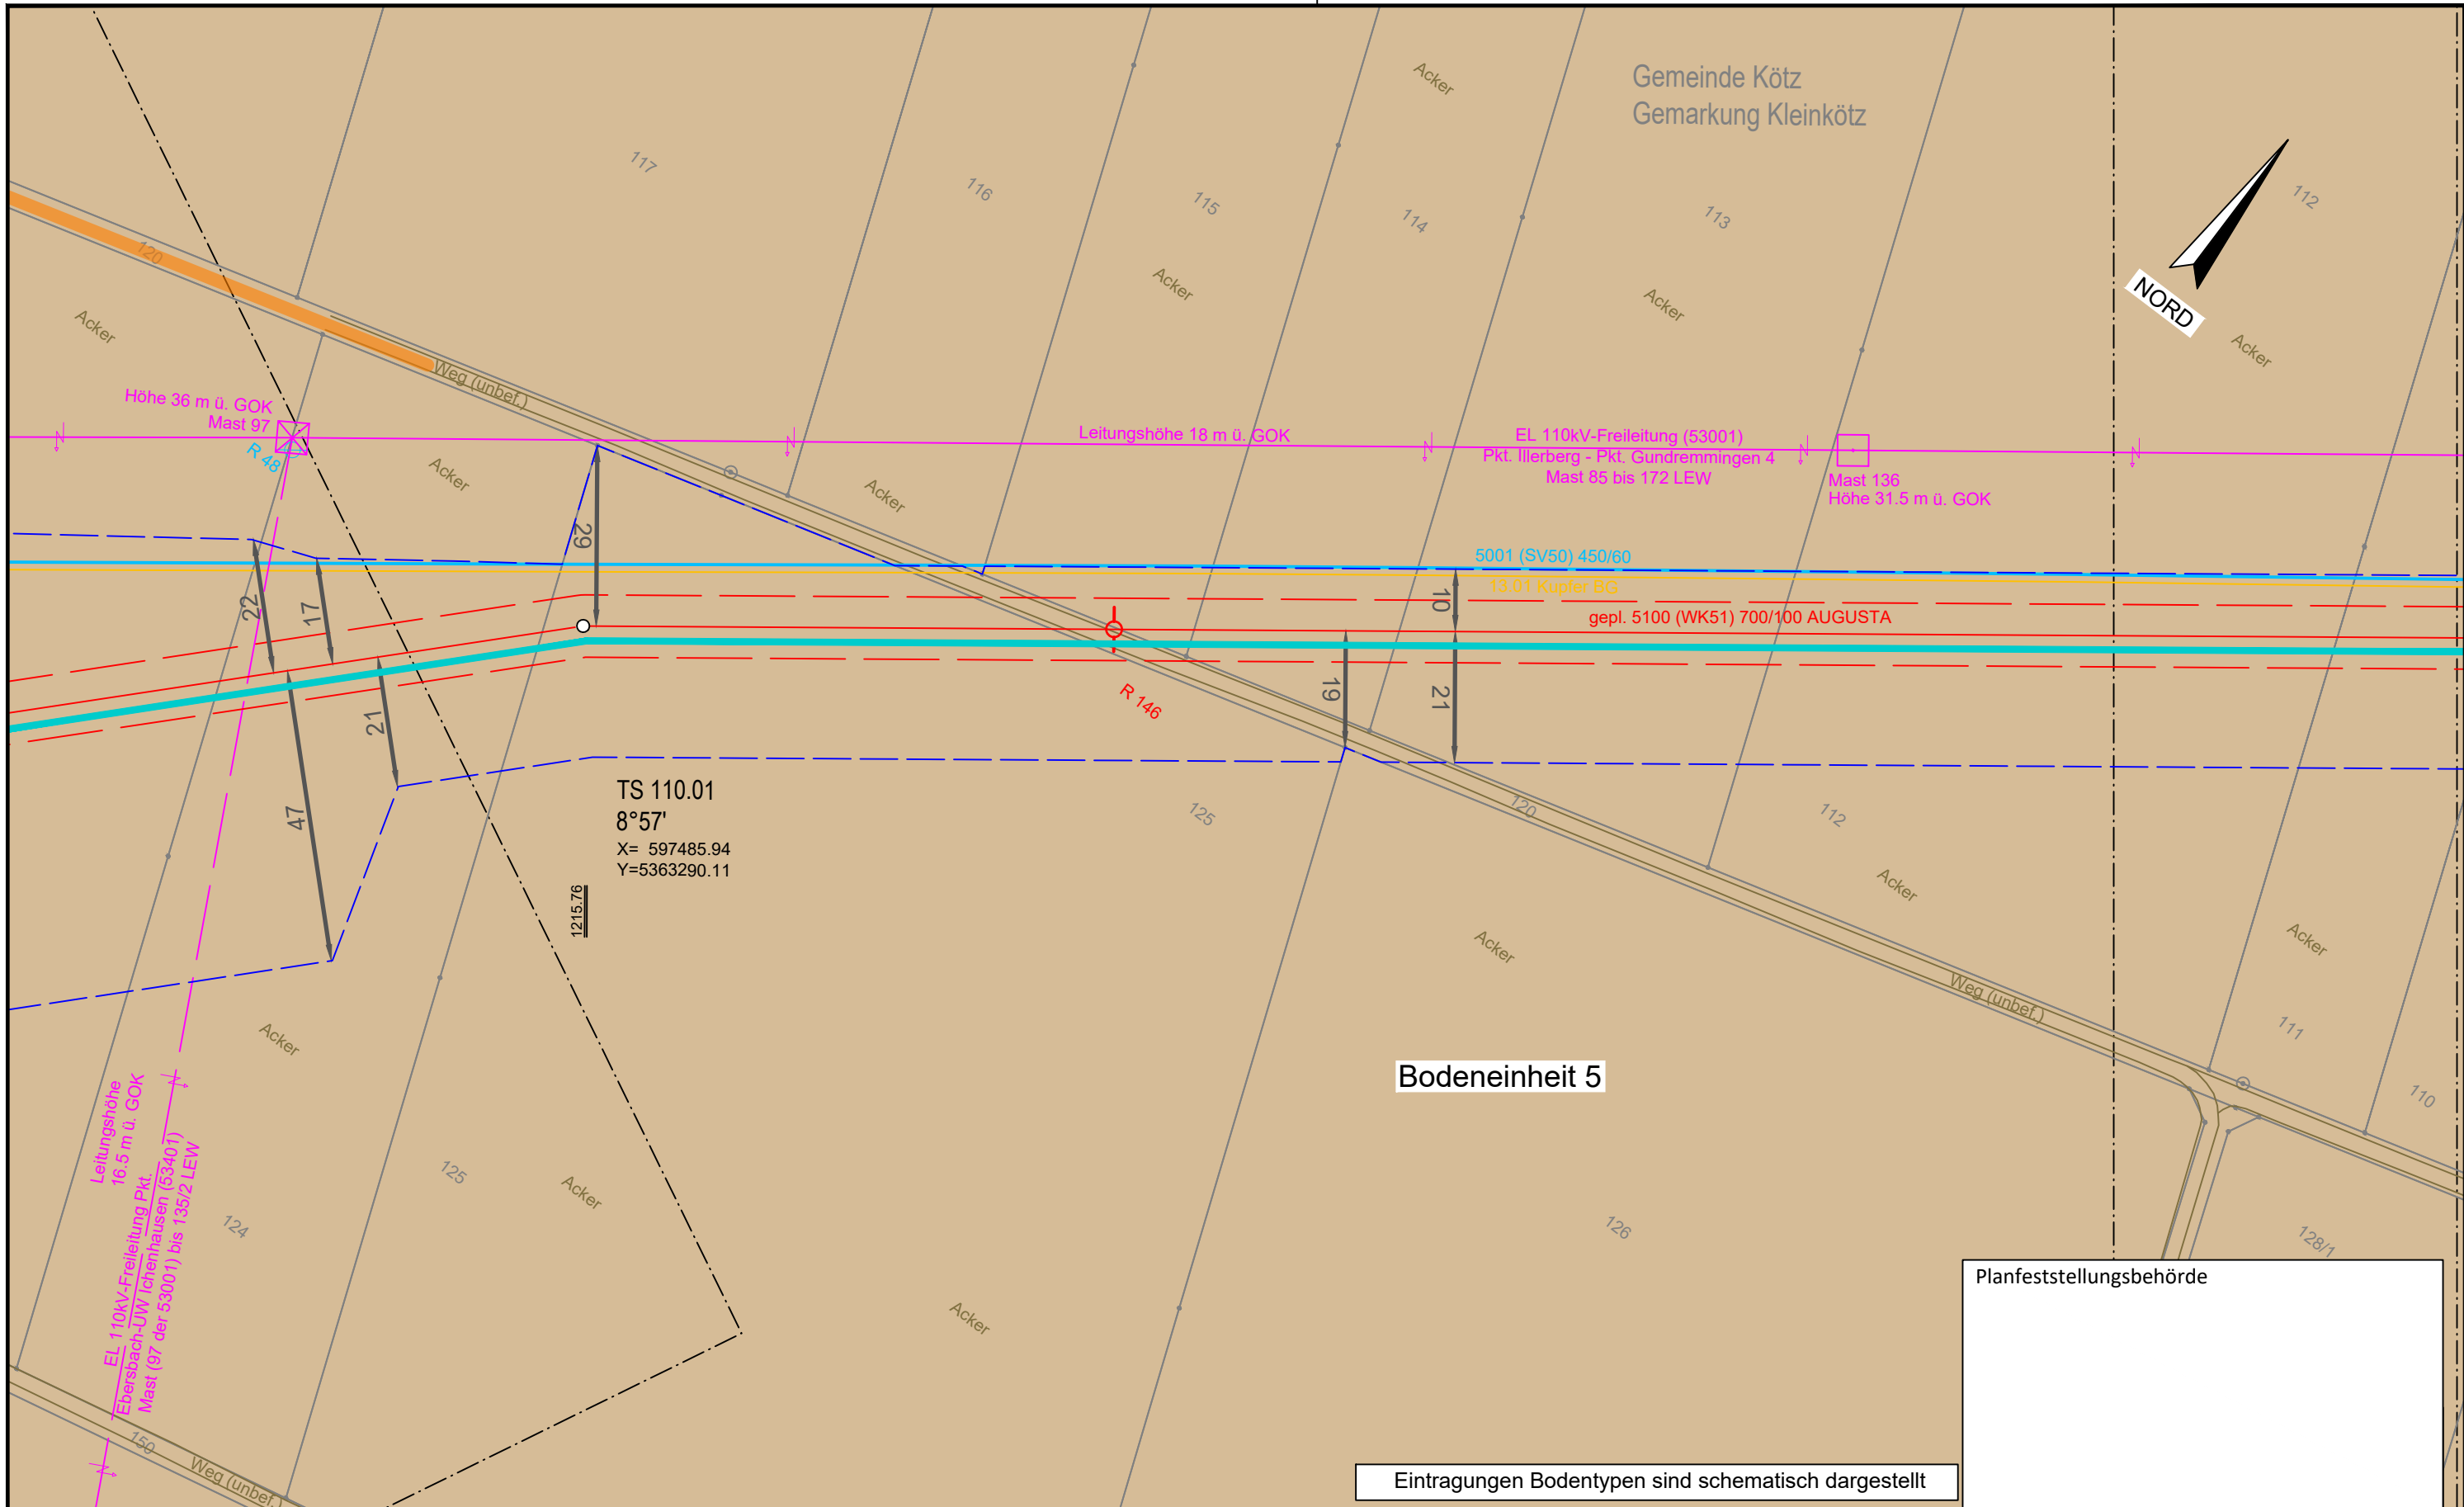 Gemeinde Kötz
Gemarkung Kleinkötz
Acker
117
116
115
114
113
112
120
Acker
Acker
Acker
Acker
NORD
Weg (unbef.)
Höhe 36 m ü. GOK
Mast 97
R 48
Acker
Acker
Leitungshöhe 18 m ü. GOK
EL 110kV-Freileitung (53001)
Pkt. Illerberg - Pkt. Gundremmingen 4
Mast 85 bis 172 LEW
Mast 136
Höhe 31.5 m ü. GOK
29
22
17
5001 (SV50) 450/60
13.01 Kupfer BG
10
gepl. 5100 (WK51) 700/100 AUGUSTA
R 146
19
21
21
47
TS 110.01
8°57'
X= 597485.94
Y=5363290.11
1215.76
125
120
112
Acker
Acker
Acker
Weg (unbef.)
111
110
Acker
Bodeneinheit 5
Leitungshöhe
16.5 m ü. GOK
EL 110kV-Freileitung Pkt.
Ebersbach-UW Ichenhausen (53401)
Mast (97 der 53001) bis 135/2 LEW
125
124
Acker
126
128/1
Acker
150
Weg (unbef.)
Planfeststellungsbehörde
Eintragungen Bodentypen sind schematisch dargestellt